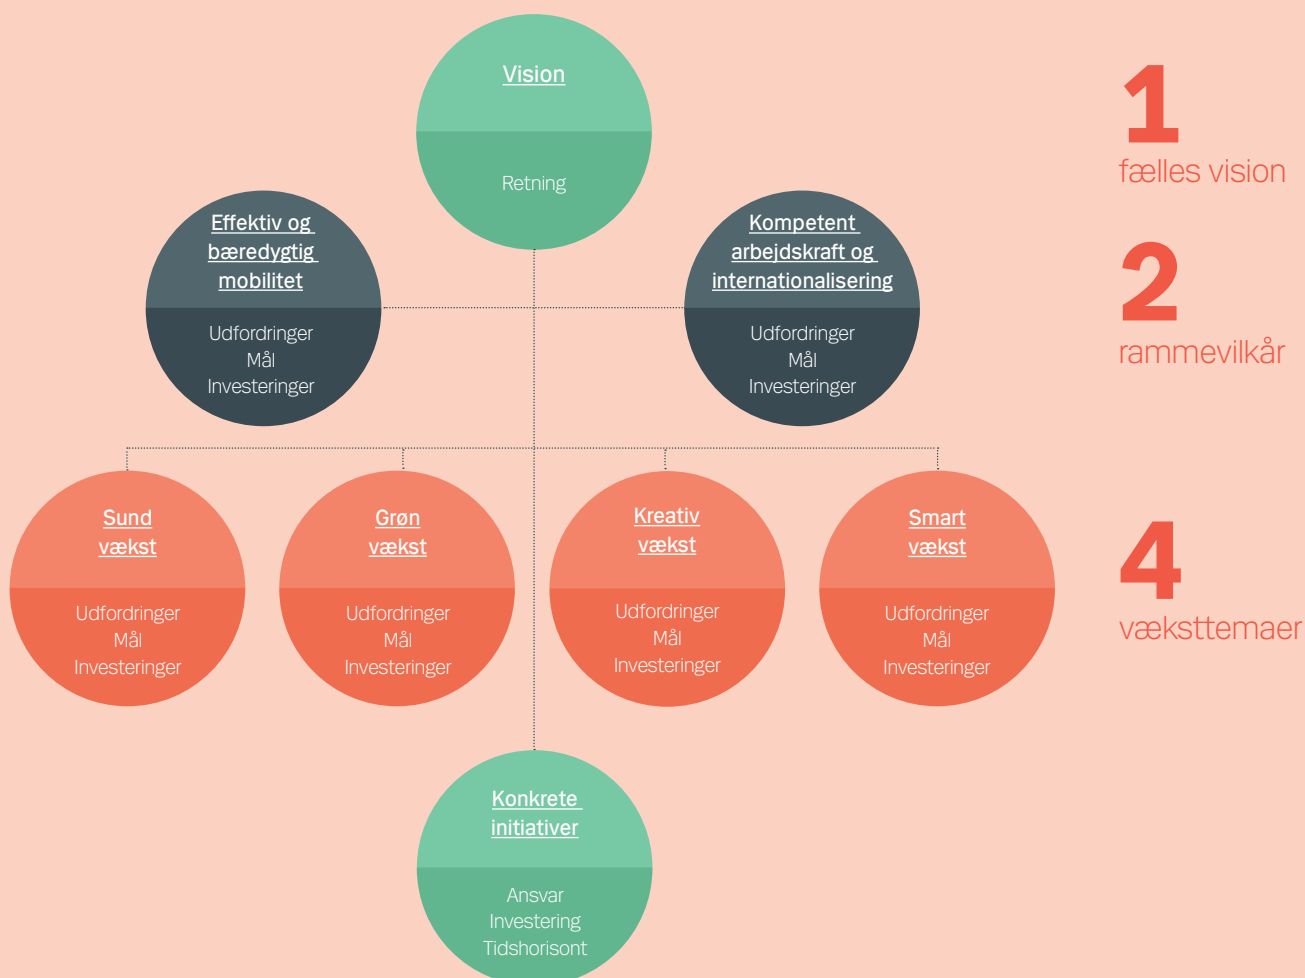 Vision
Retning
1
fælles vision
Effektiv og
bæredygtig
mobilitet
Udfordringer
Mål
Investeringer
Kompetent
arbejdskraft og
internationalisering
Udfordringer
Mål
Investeringer
2
rammevilkår
Sund
vækst
Udfordringer
Mål
Investeringer
Grøn
vækst
Udfordringer
Mål
Investeringer
Kreativ
vækst
Udfordringer
Mål
Investeringer
Smart
vækst
Udfordringer
Mål
Investeringer
4
væksttemaer
Konkrete
initiativer
Ansvar
Investering
Tidshorisont